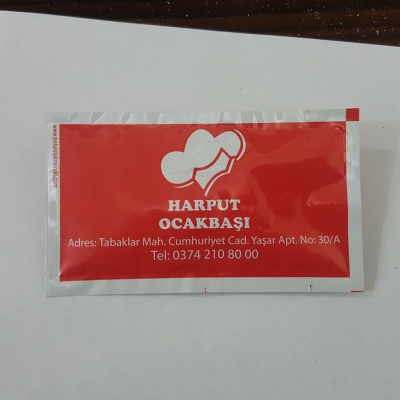 HARPUT
OCAKBAŞI
Adres: Tabaklar Mah. Cumhuriyet Cad. Yaşar Apt. No: 30/A
Tel: 0374 210 80 00